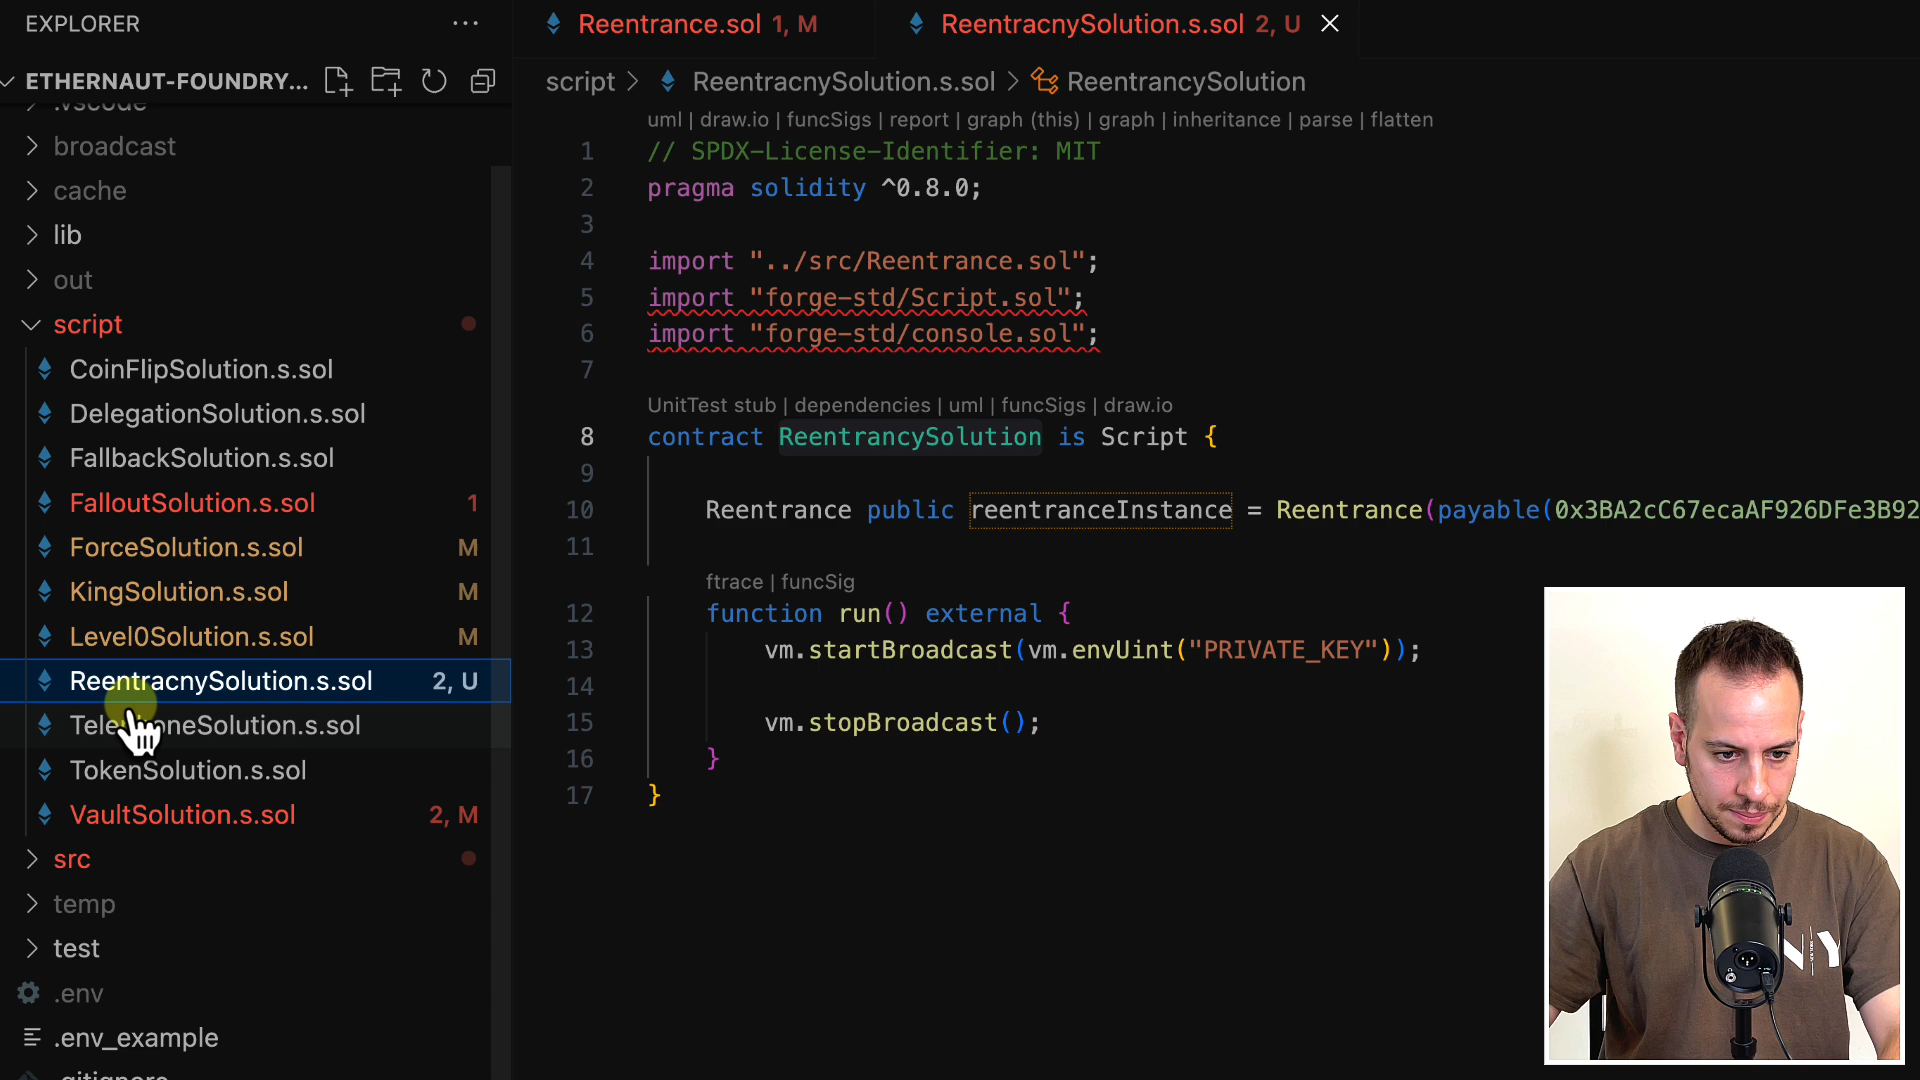 EXPLORER
ETHERNAUT-FOUNDRY...
.vscode
broadcast
cache
lib
out
script
CoinFlipSolution.s.sol
DelegationSolution.s.sol
FallbackSolution.s.sol
FalloutSolution.s.sol 1
ForceSolution.s.sol M
KingSolution.s.sol M
Level0Solution.s.sol M
ReentracnySolution.s.sol 2, U
TokenSolution.s.sol
VaultSolution.s.sol 2, M
src
temp
test
.env
.env_example
.gitignore
Reentrance.sol 1, M
ReentracnySolution.s.sol 2, U
script > ReentracnySolution.s.sol > ReentrancySolution
uml | draw.io | funcSigs | report | graph (this) | graph | inheritance | parse | flatten
1 // SPDX-License-Identifier: MIT
2 pragma solidity ^0.8.0;
3
4 import "../src/Reentrance.sol";
5 import "forge-std/Script.sol";
6 import "forge-std/console.sol";
7
UnitTest stub | dependencies | uml | funcSigs | draw.io
8 contract ReentrancySolution is Script {
9
10 Reentrance public reentranceInstance = Reentrance(payable(0x3BA2cC67ecaAF926DFe3B92
11
ftrace | funcSig
12 function run() external {
13 vm.startBroadcast(vm.envUint("PRIVATE_KEY"));
14
15 vm.stopBroadcast();
16 }
17 }
NY